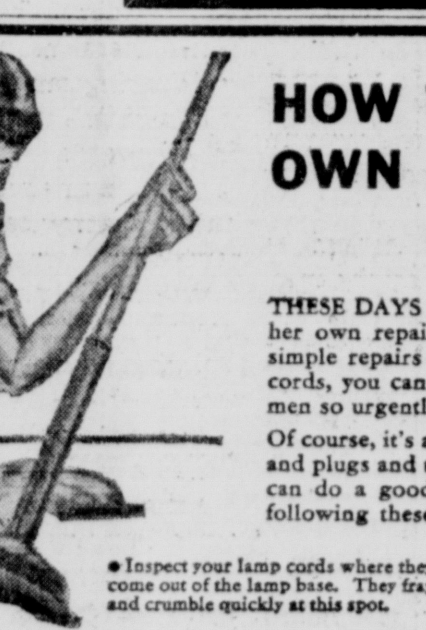 HOW
OWN
THESE DAYS
her own repai
simple repairs
cords, you can
men so urgentl
Of course, it's a
and plugs and
can do a good
following these
• Inspect your lamp cords where they
come out of the lamp base. They fra
and crumble quickly at this spot.